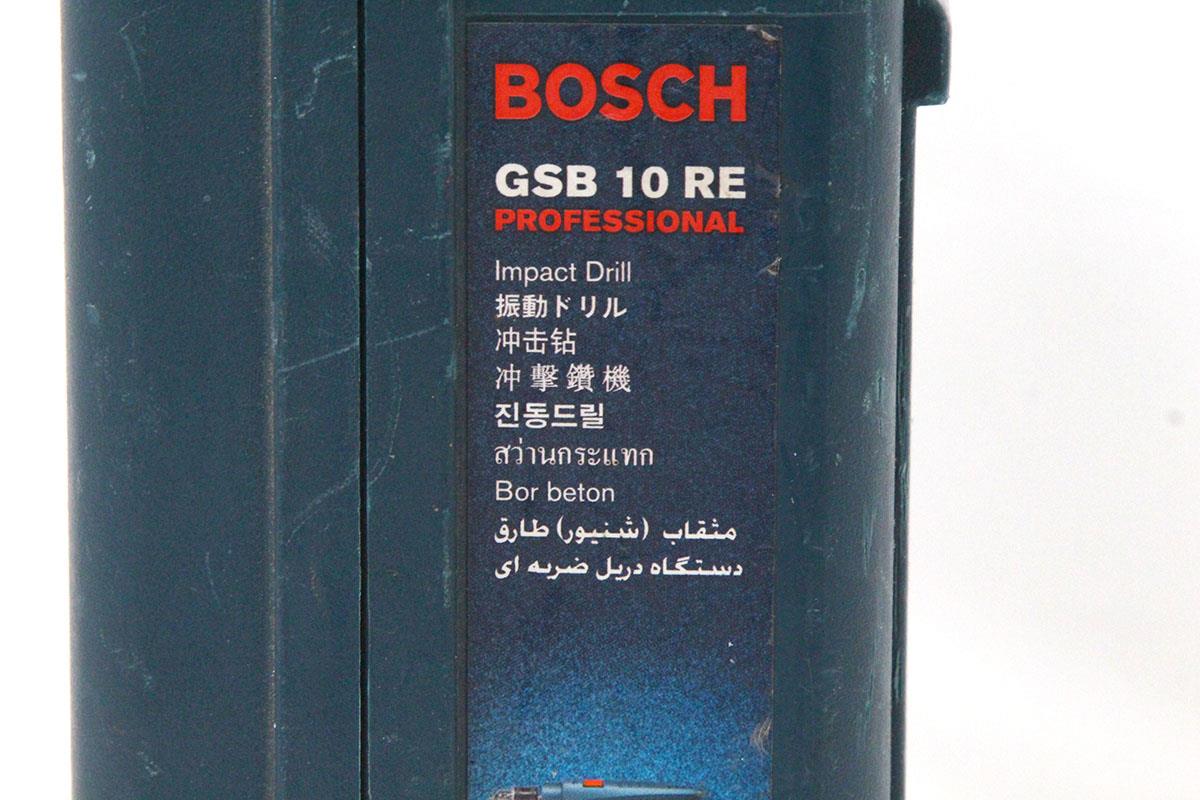 BOSCH
GSB 10 RE
PROFESSIONAL
Impact Drill
振動ドリル
冲击钻
冲擊鑽機
진동드릴
สว่านกระแทก
Bor beton
مثقاب (شنيور) طارق
دستگاه دریل ضربه ای